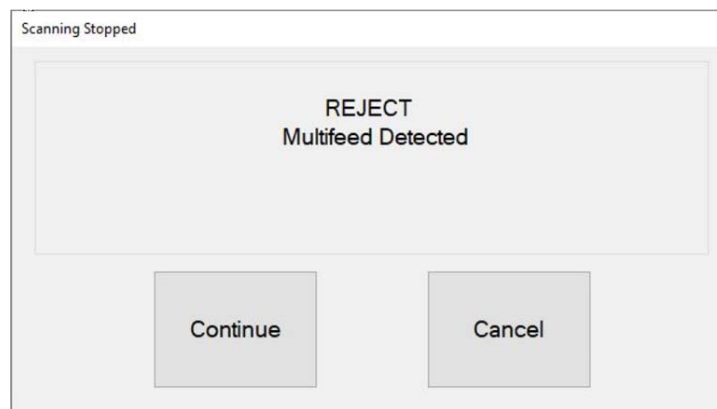 Scanning Stopped
REJECT
Multifeed Detected
Continue
Cancel